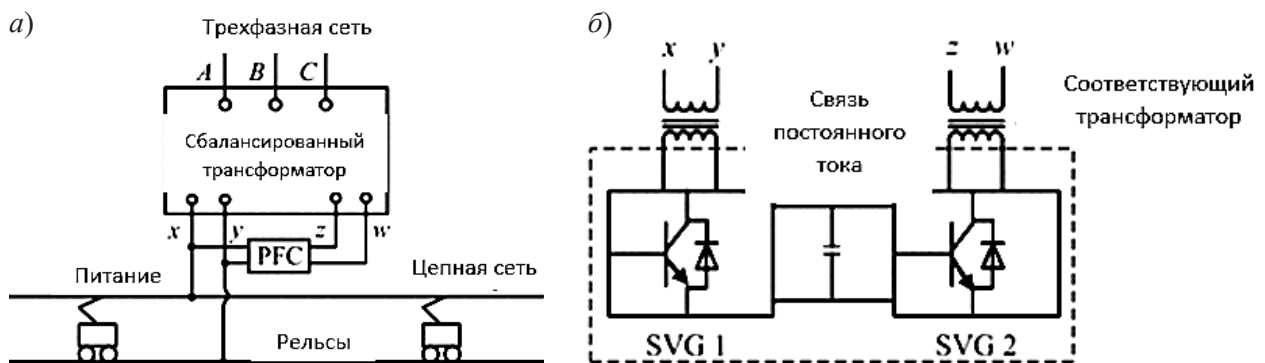 а)
Трехфазная сеть
A B C
Сбалансированный
трансформатор
x y z w
PFC
Питание
Цепная сеть
Рельсы
б)
x y
z w
Связь
постоянного
тока
Соответствующий
трансформатор
SVG 1
SVG 2